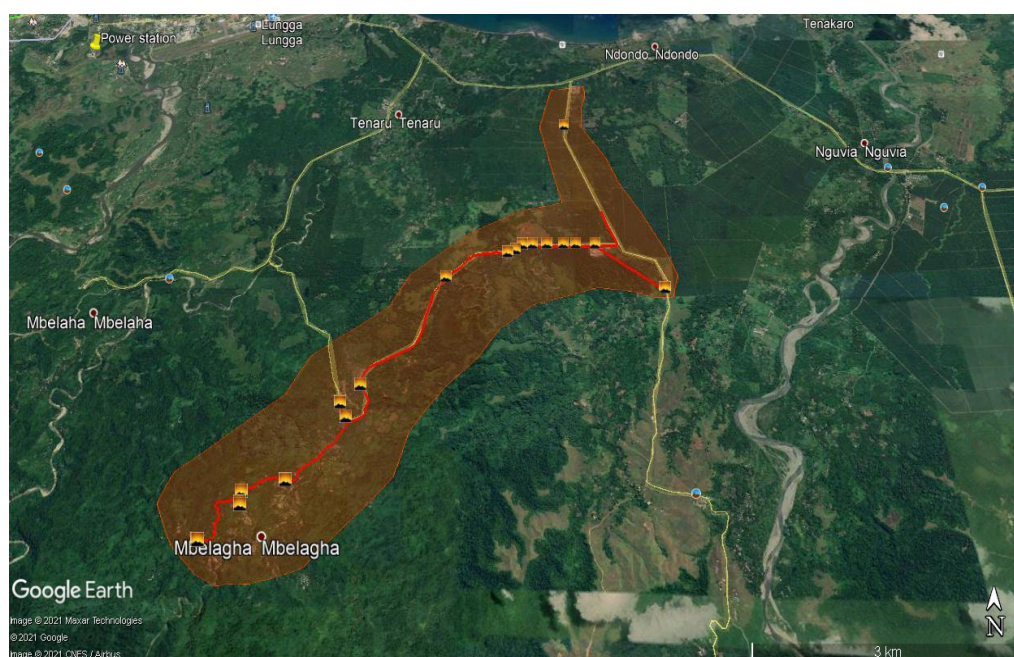 Lungga
Lungga
Power station
Tenakaro
Ndondo Ndondo
Tenaru Tenaru
Nguvia Nguvia
Mbelaha Mbelaha
Mbelagha Mbelagha
Google Earth
Image © 2021 Maxar Technologies
© 2021 Google
Image © 2021 CNES / Airbus
N
3 km